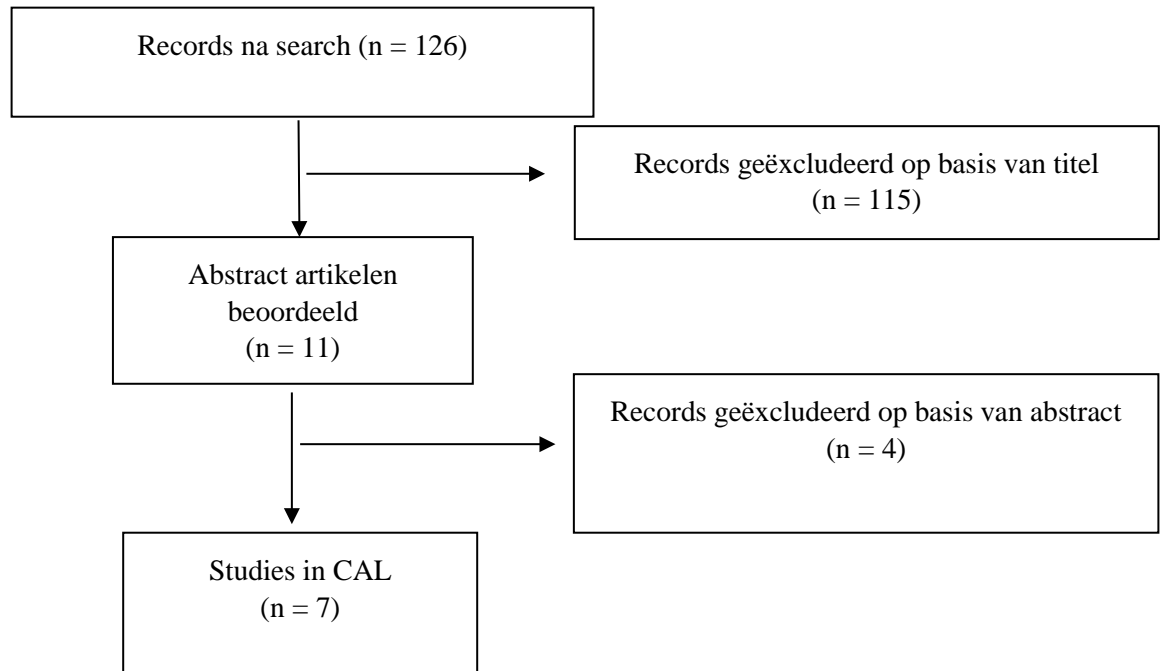 Records na search (n = 126)
Records geëxcludeerd op basis van titel
(n = 115)
Abstract artikelen
beoordeeld
(n = 11)
Records geëxcludeerd op basis van abstract
(n = 4)
Studies in CAL
(n = 7)